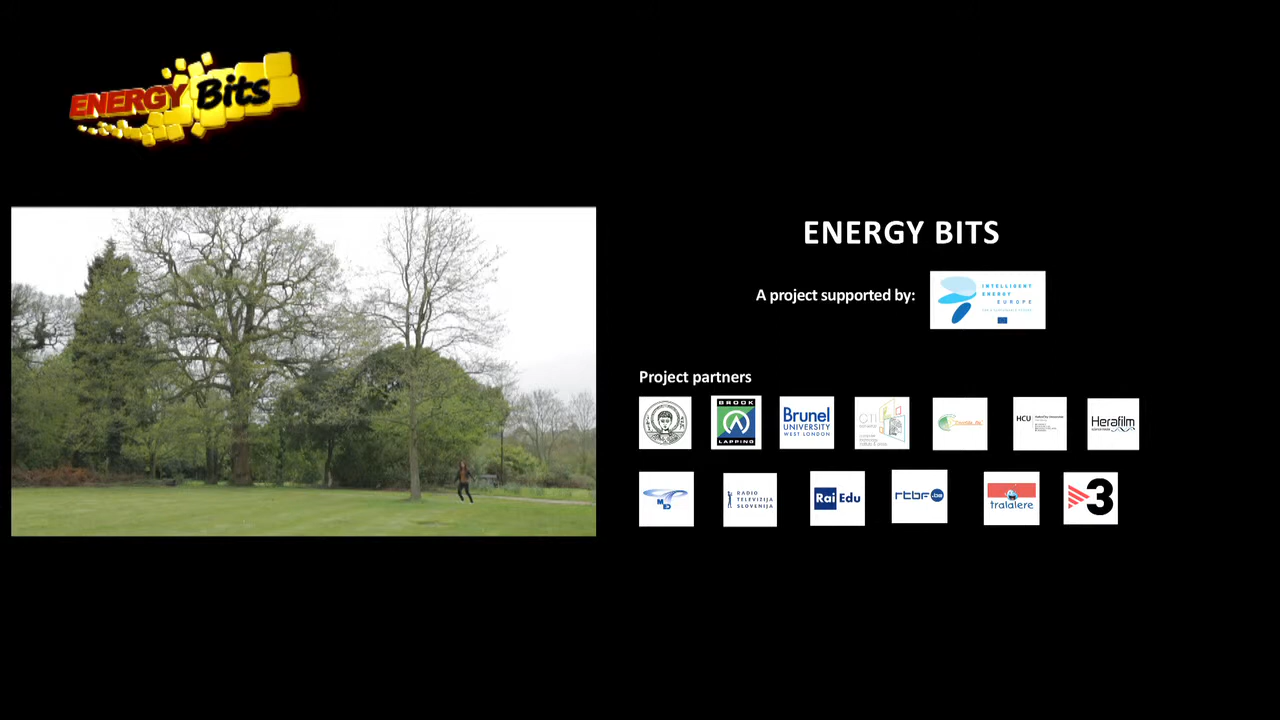 ENERGY Bits
ENERGY BITS
A project supported by:
INTELLIGENT
ENERGY
EUROPE
Project partners
BROOK
LAPPING
Brunel
UNIVERSITY
WEST LONDON
CTI
HCU
Herafilm
M
D
RADIO
TELEVIZIJA
SLOVENIJA
Rai Edu
rtbf.be
tralalere
3